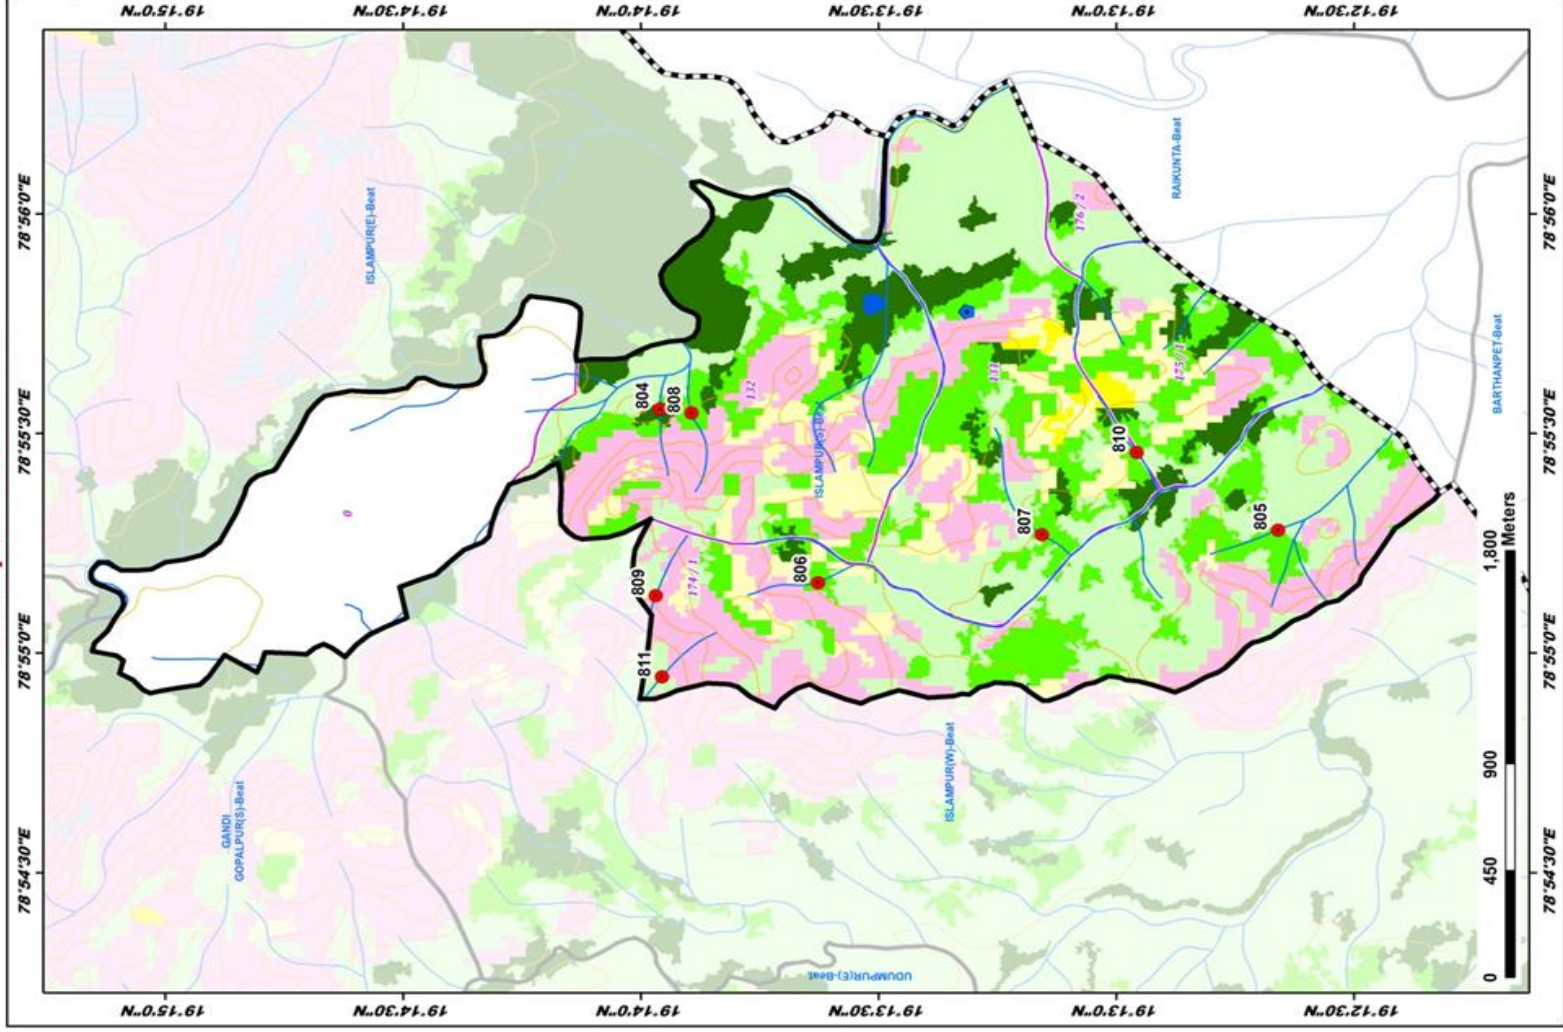 19°15'0"N
19°14'30"N
19°14'0"N
19°13'30"N
19°13'0"N
19°12'30"N
78°56'0"E
78°55'30"E
78°55'0"E
78°54'30"E
ISLAMPUR(E)-Beat
RAIKUNTA-Beat
176 / 2
BARTHANPET-Beat
804
808
132
131
175/1
ISLAMPUR(S)-Beat
810
0
809
174 / 1
806
807
805
811
GANDI
GOPALPUR(S)-Beat
ISLAMPUR(W)-Beat
UDUMPUR(E)-Beat
0
450
900
1,800
Meters
78°56'0"E
78°55'30"E
78°55'0"E
78°54'30"E
19°15'0"N
19°14'30"N
19°14'0"N
19°13'30"N
19°13'0"N
19°12'30"N